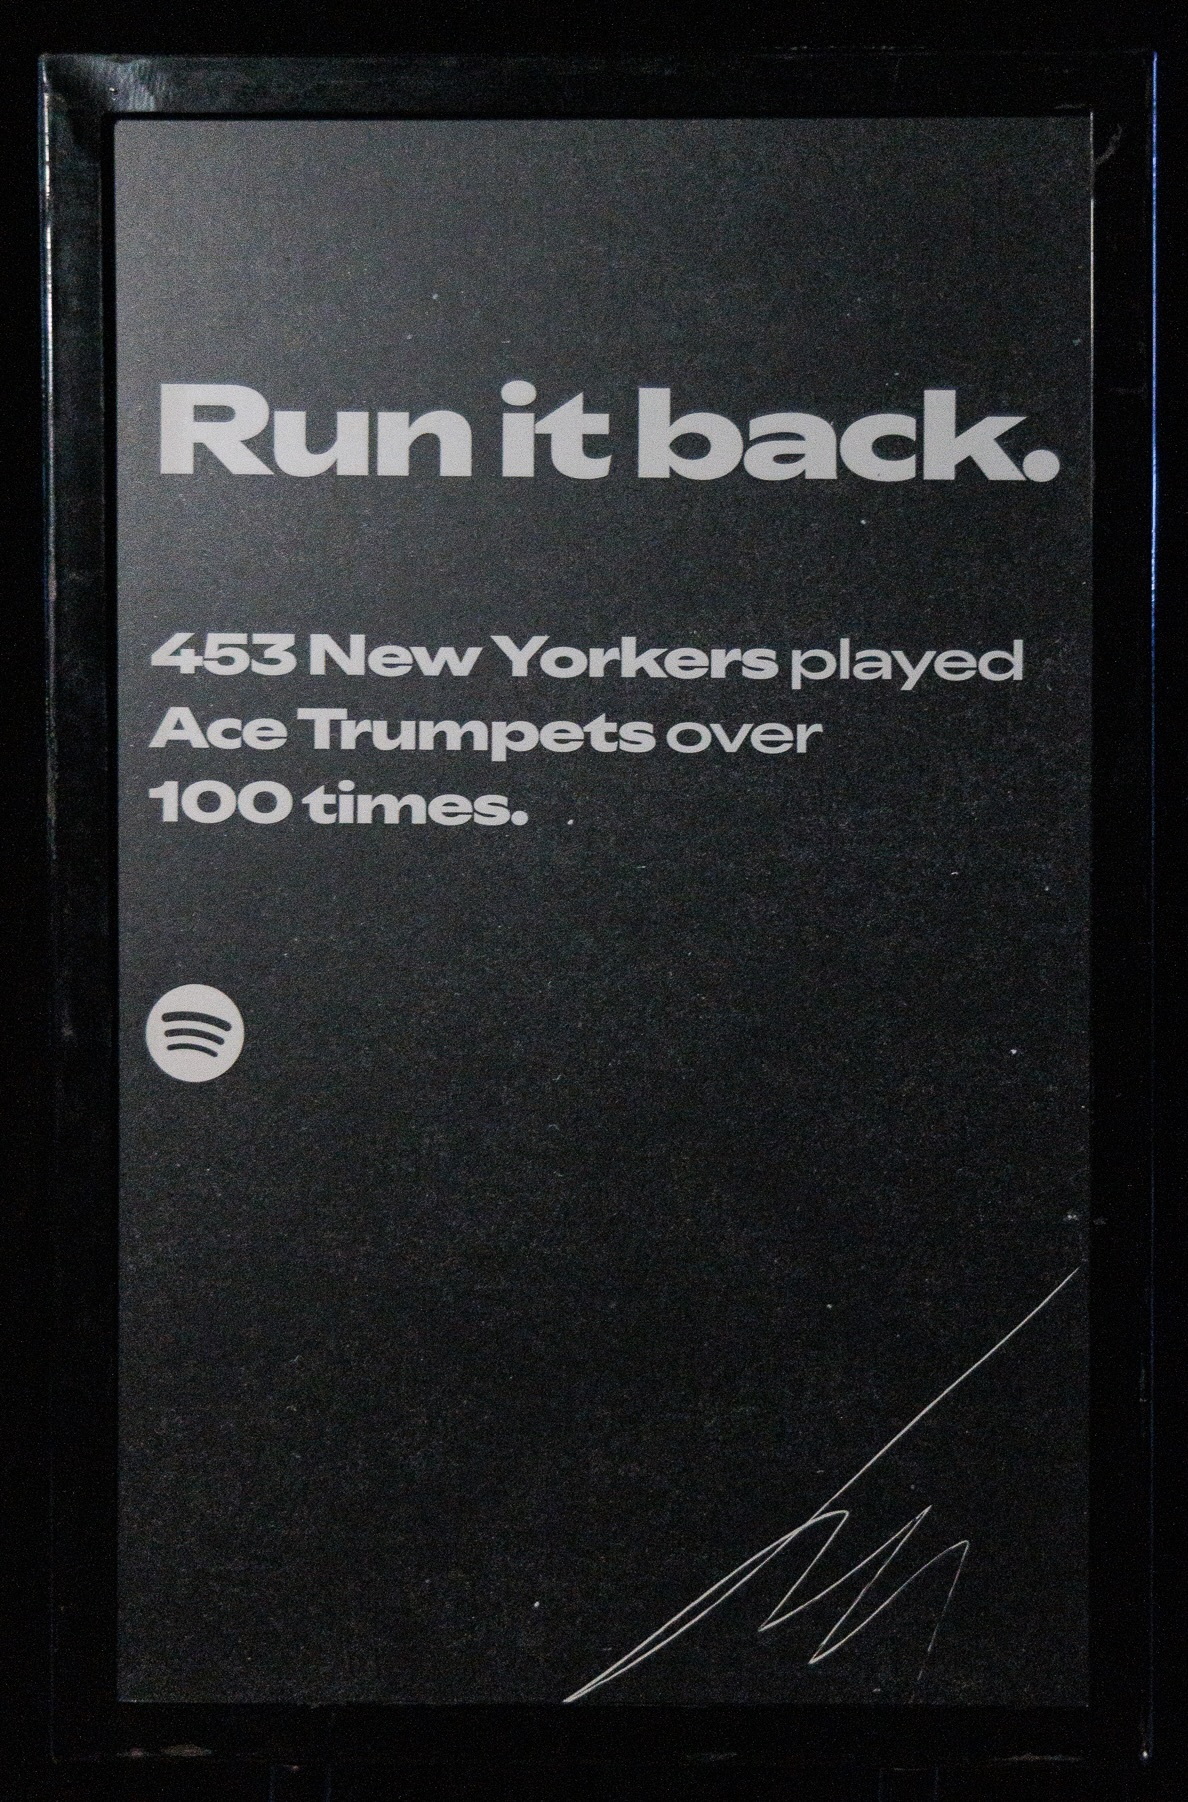 Run it back.
453 New Yorkers played
Ace Trumpets over
100 times.